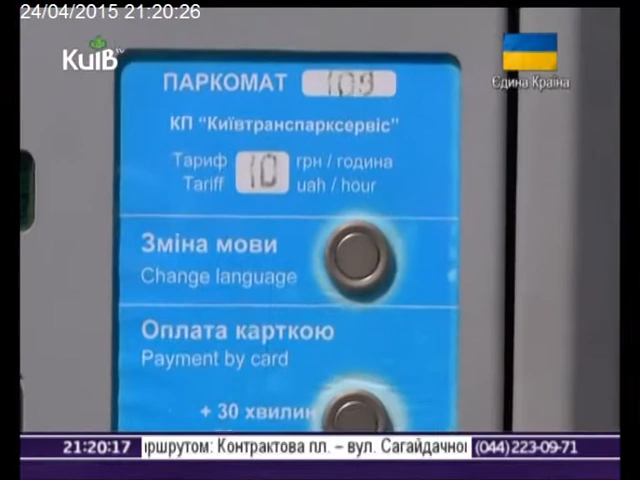 24/04/2015 21:20:26
КиЇВ TV
Єдина Країна
ПАРКОМАТ 109
КП "Київтранспарксервіс"
Тариф 10 грн / година
Tariff uah / hour
Зміна мови
Change language
Оплата карткою
Payment by card
+ 30 хвилин
21:20:17 ршрутом: Контрактова пл. – вул. Сагайдачног (044) 223-09-71